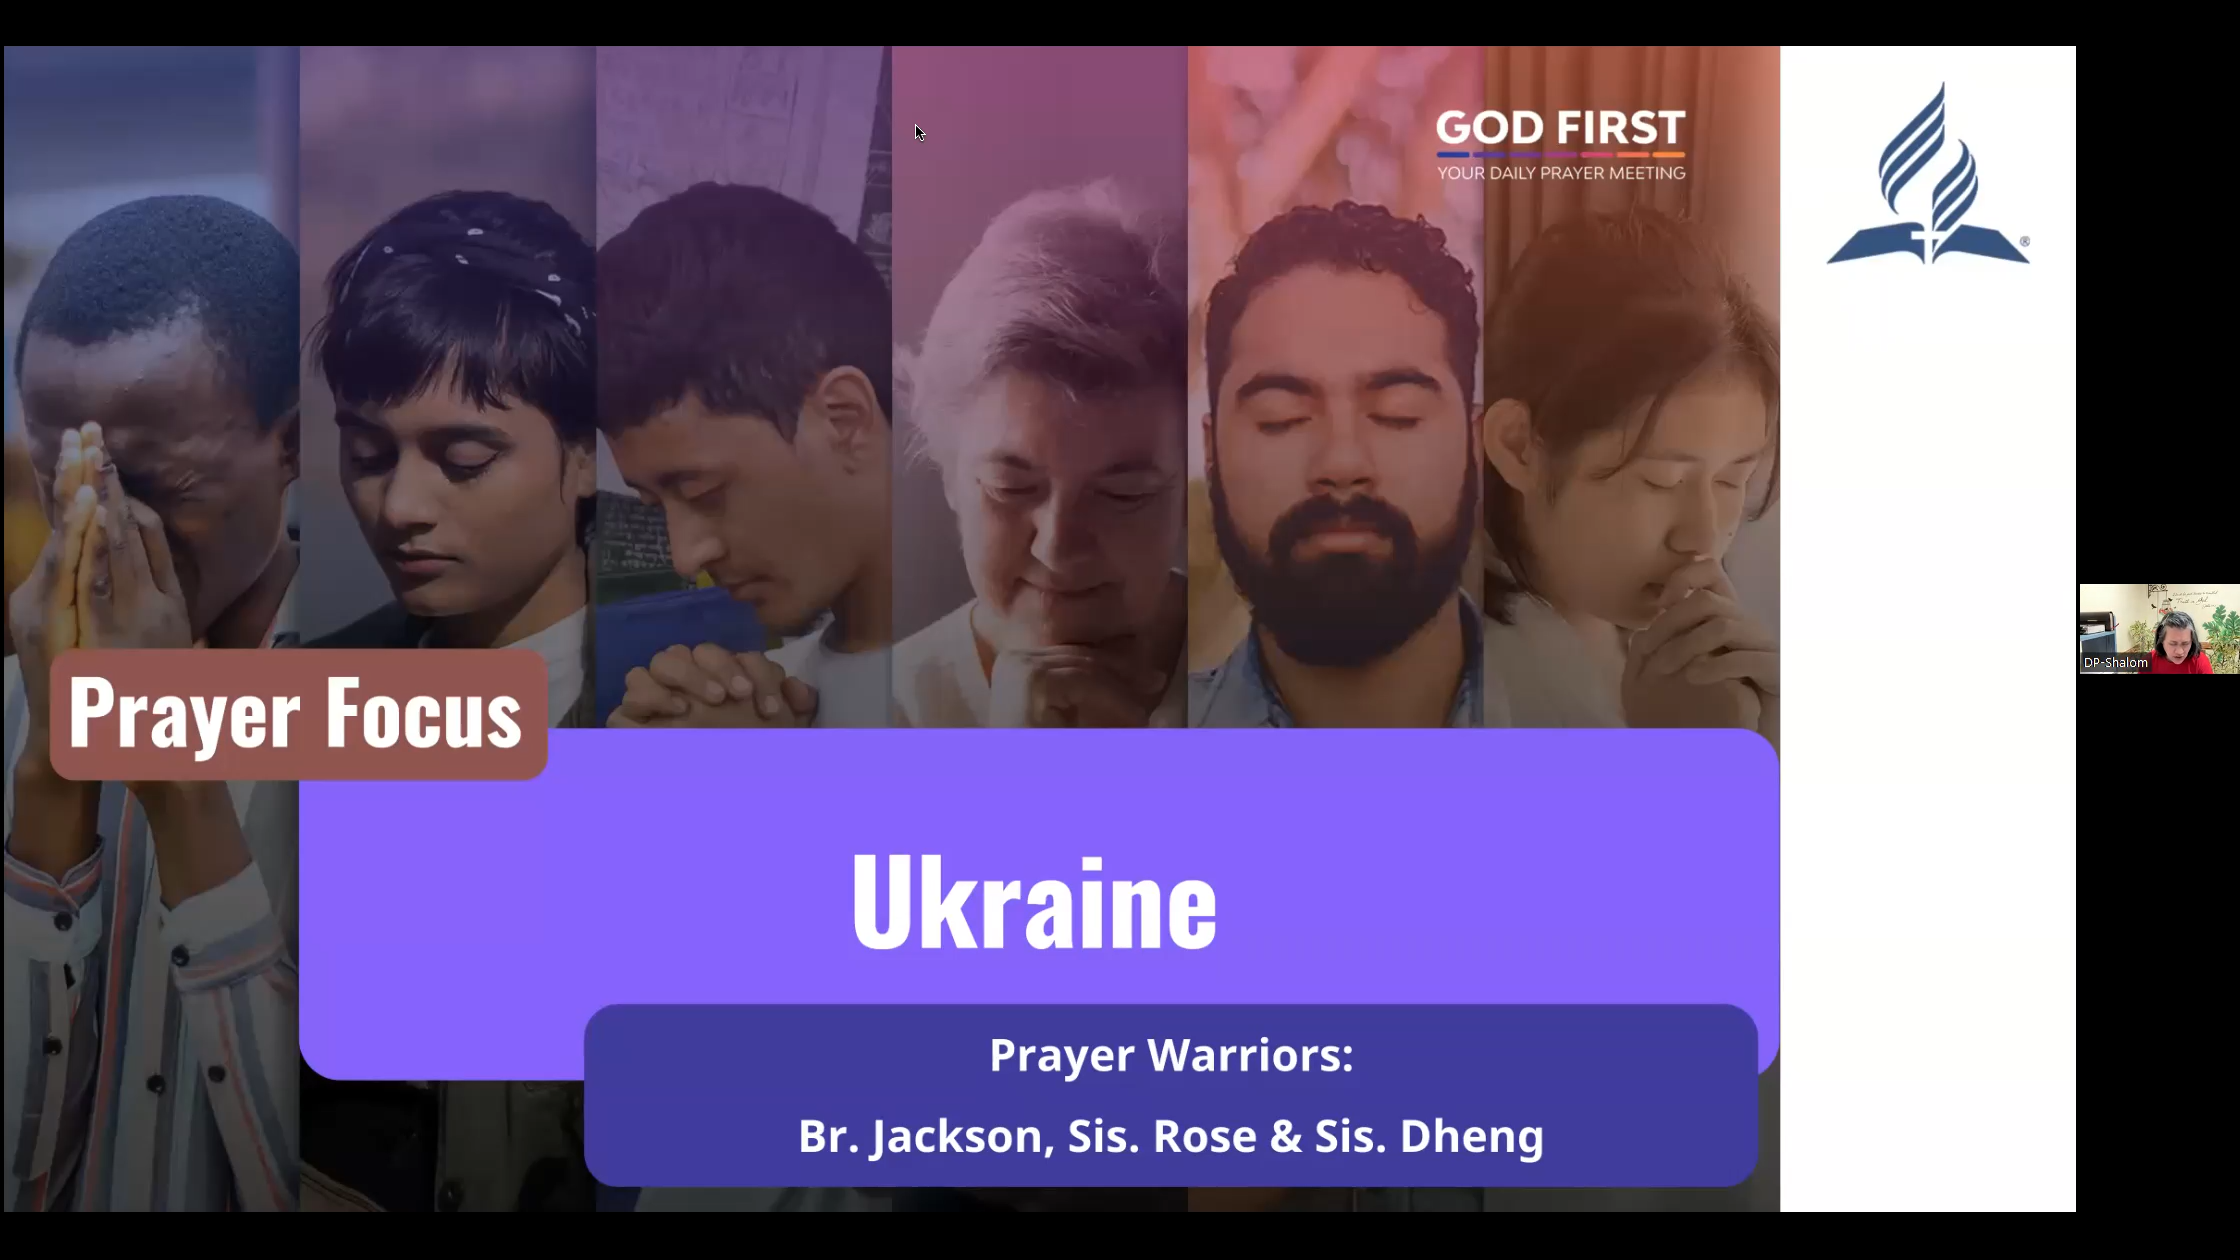 GOD FIRST
YOUR DAILY PRAYER MEETING
®
Prayer Focus
Ukraine
Prayer Warriors:
Br. Jackson, Sis. Rose & Sis. Dheng
DP-Shalom